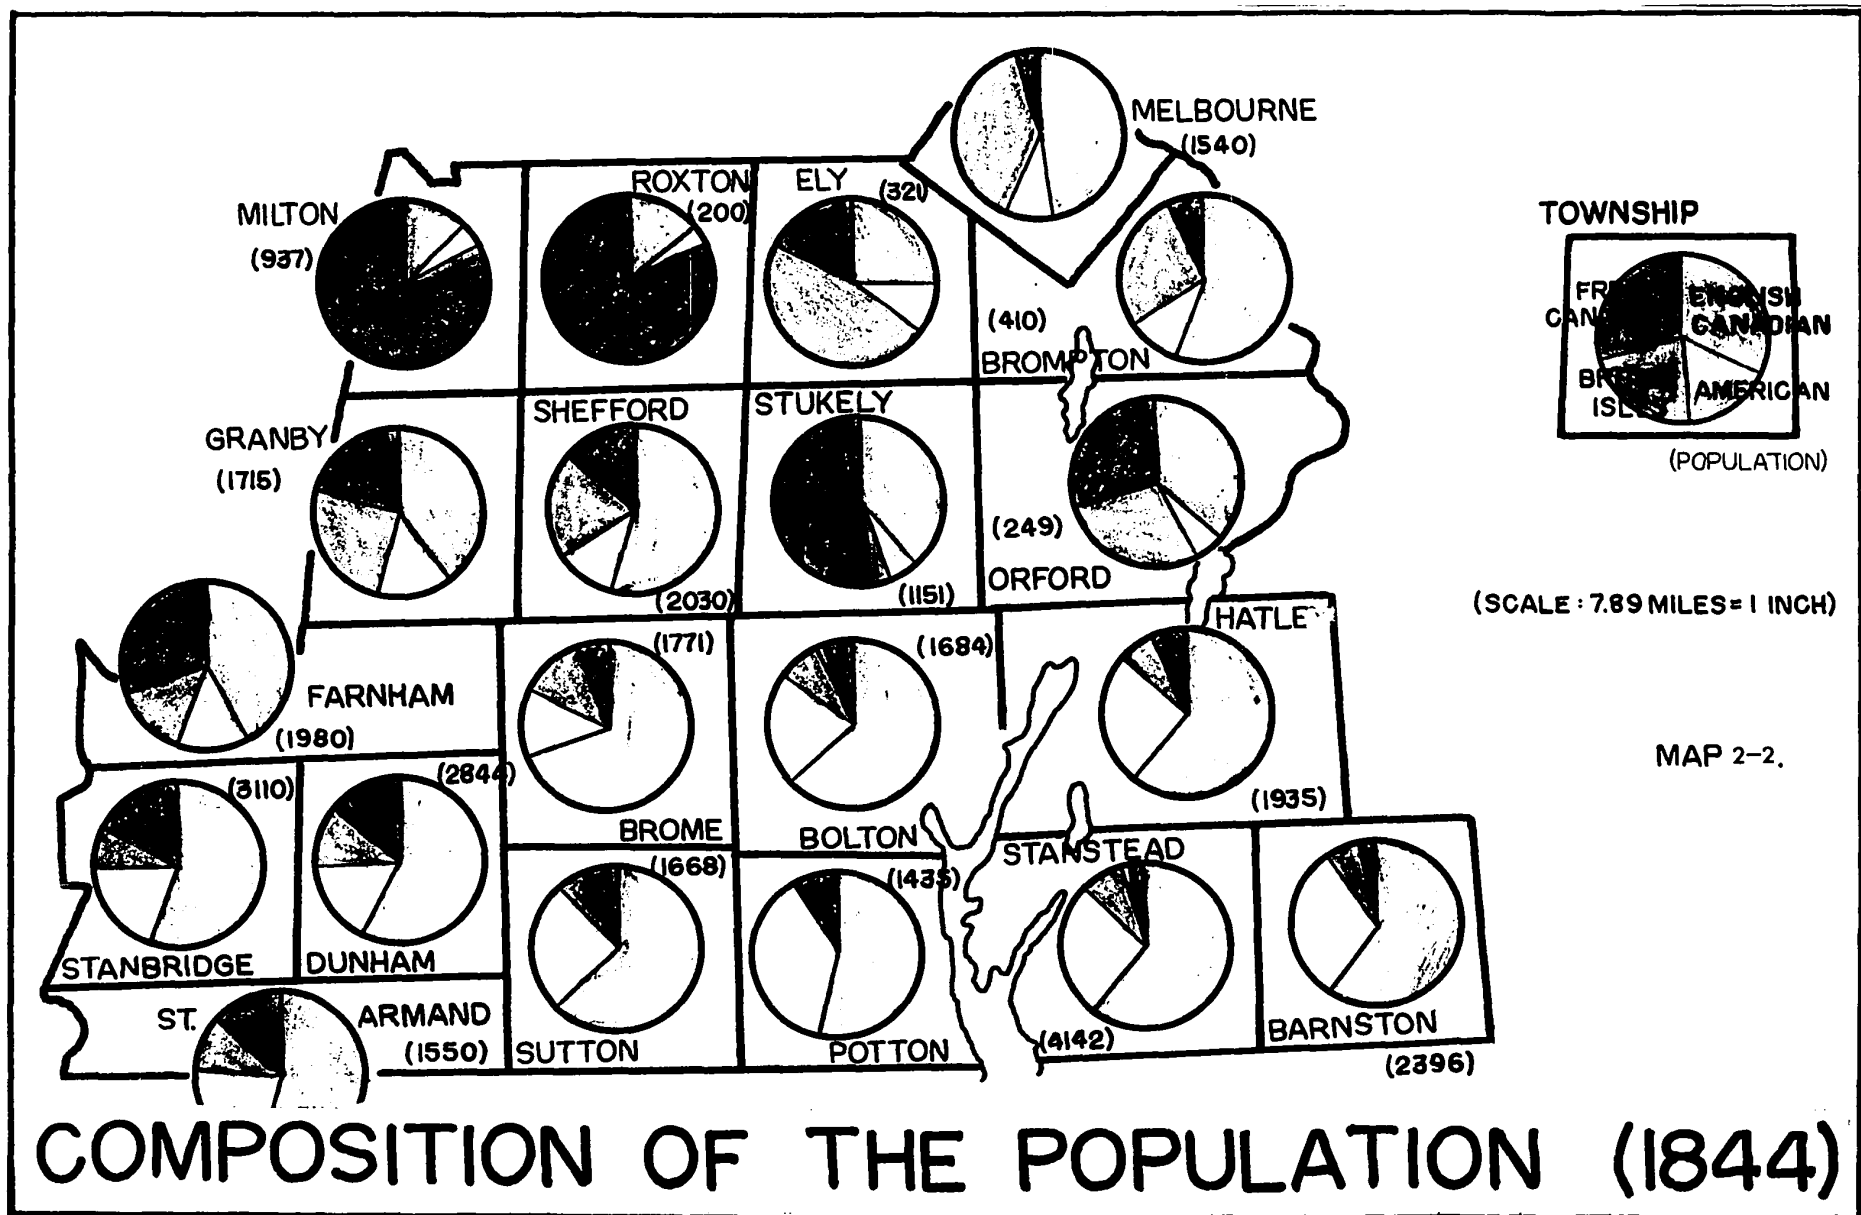 MELBOURNE
(1540)
ROXTON
(200)
ELY
(321)
MILTON
(937)
TOWNSHIP
ENGLISH
CANADIAN
AMERICAN
(POPULATION)
(410)
BROMPTON
SHEFFORD
(2030)
STUKELY
(1151)
GRANBY
(1715)
(249)
ORFORD
(SCALE: 7.89 MILES = 1 INCH)
HATLE
(1935)
FARNHAM
(1980)
(1771)
BROME
(1684)
BOLTON
MAP 2-2.
(3110)
STANBRIDGE
(2844)
DUNHAM
(1668)
SUTTON
(1435)
POTTON
STANSTEAD
(4142)
BARNSTON
(2396)
ST. ARMAND
(1550)
COMPOSITION OF THE POPULATION (1844)